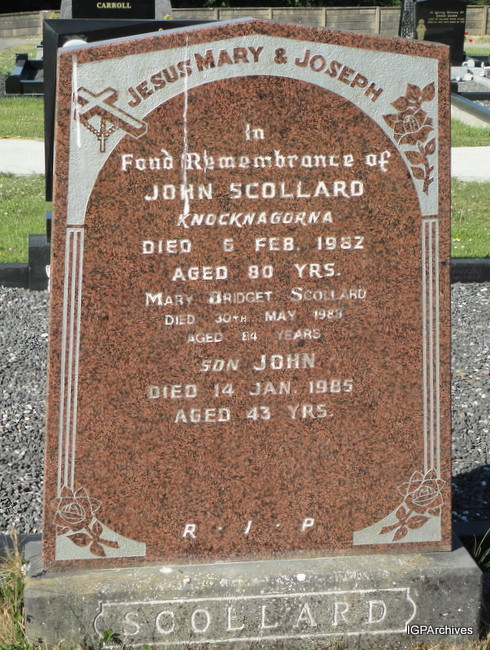 CARROLL
JESUS MARY & JOSEPH
In
Fond Remembrance of
JOHN SCOLLARD
KNOCKNAGORNA
DIED 6 FEB. 1982
AGED 80 YRS.
MARY BRIDGET SCOLLARD
DIED 30TH MAY
AGED 84 YEARS
SON JOHN
DIED 14 JAN. 1985
AGED 43 YRS.
R · I · P
SCOLLARD
IGPArchives